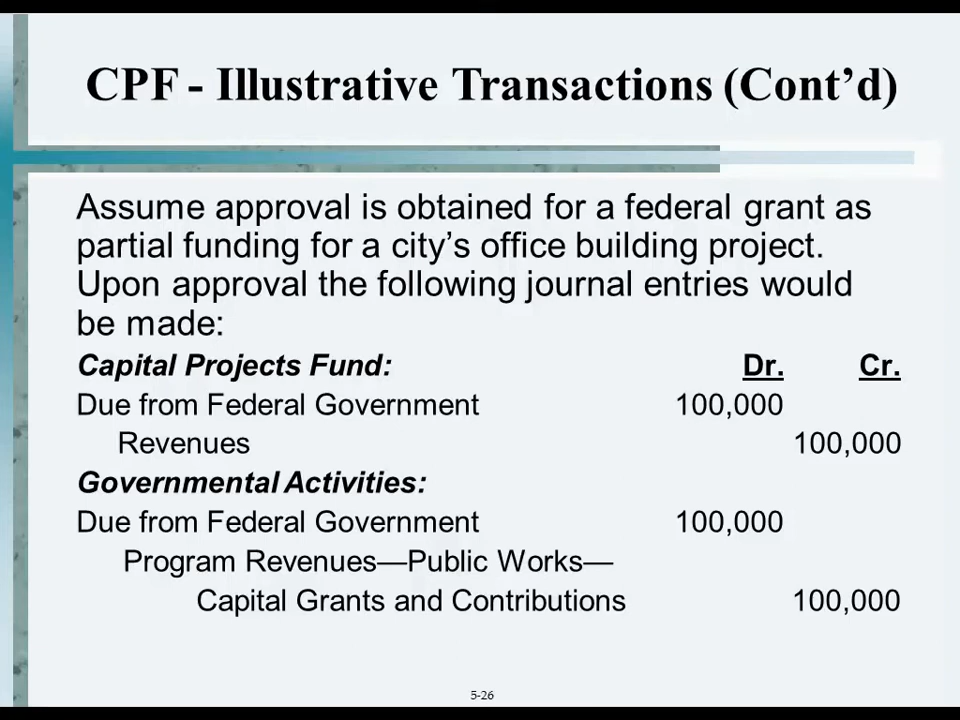 CPF - Illustrative Transactions (Cont’d)
Assume approval is obtained for a federal grant as
partial funding for a city’s office building project.
Upon approval the following journal entries would
be made:
Capital Projects Fund: Dr. Cr.
Due from Federal Government 100,000
Revenues 100,000
Governmental Activities:
Due from Federal Government 100,000
Program Revenues—Public Works—
Capital Grants and Contributions 100,000
5-26